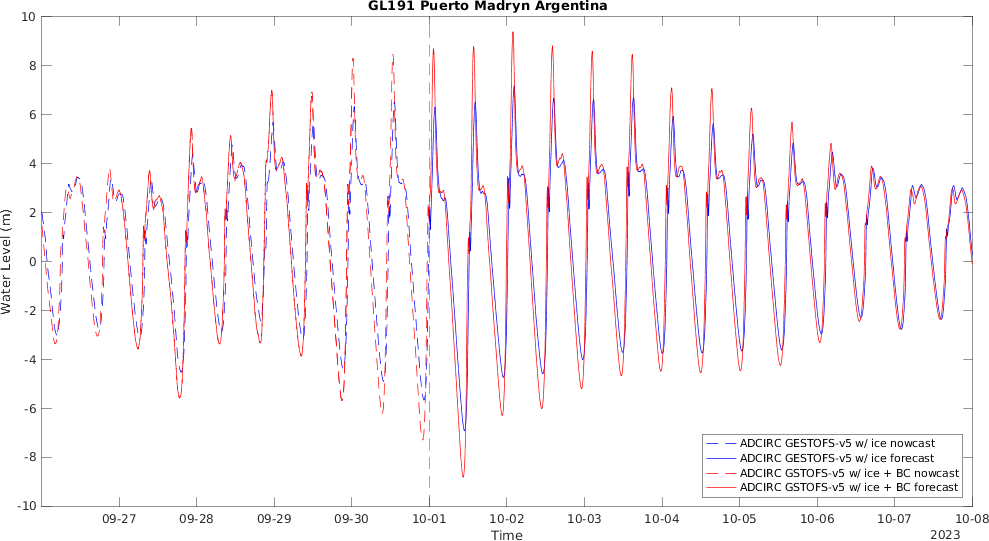 GL191 Puerto Madryn Argentina
10
8
6
4
2
0
-2
-4
-6
-8
-10
Water Level (m)
ADCIRC GESTOFS-v5 w/ ice nowcast
ADCIRC GESTOFS-v5 w/ ice forecast
ADCIRC GSTOFS-v5 w/ ice + BC nowcast
ADCIRC GSTOFS-v5 w/ ice + BC forecast
09-27 09-28 09-29 09-30 10-01 10-02 10-03 10-04 10-05 10-06 10-07 10-08
Time 2023